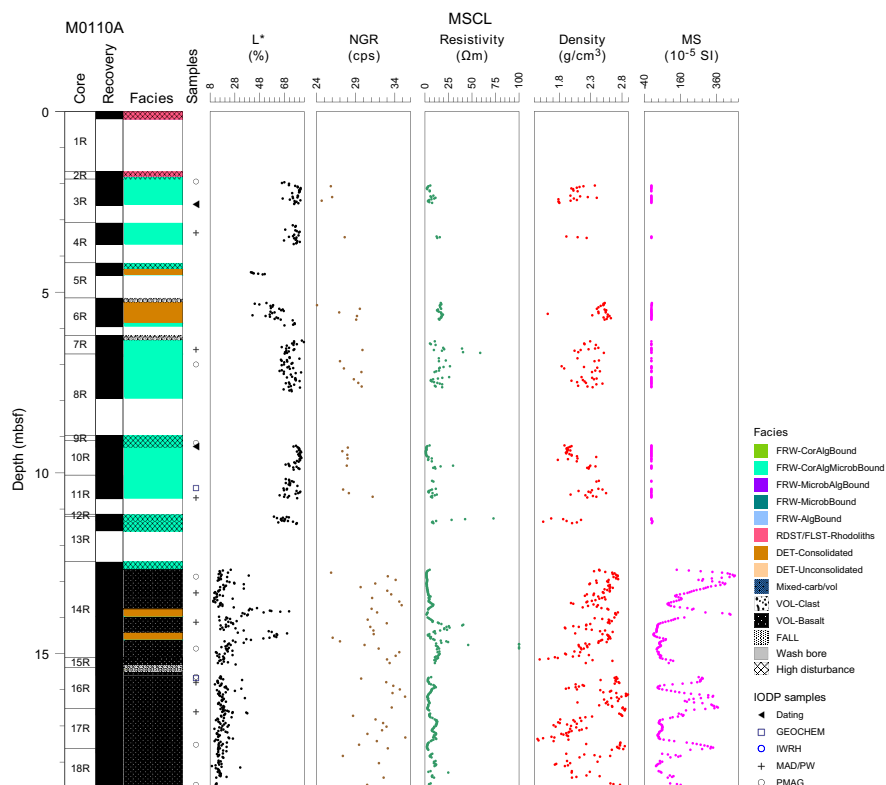 M0110A
MSCL
L*
(%)
NGR
(cps)
Resistivity
(Ωm)
Density
(g/cm³)
MS
(10⁻⁵ SI)
Core
Recovery
Facies
Samples
8 28 48 68
24 29 34
0 25 50 75 100
1.8 2.3 2.8
40 160 360
Depth (mbsf)
0
5
10
15
1R
2R
3R
4R
5R
6R
7R
8R
9R
10R
11R
12R
13R
14R
15R
16R
17R
18R
Facies
FRW-CorAlgBound
FRW-CorAlgMicrobBound
FRW-MicrobAlgBound
FRW-MicrobBound
FRW-AlgBound
RDST/FLST-Rhodoliths
DET-Consolidated
DET-Unconsolidated
Mixed-carb/vol
VOL-Clast
VOL-Basalt
FALL
Wash bore
High disturbance
IODP samples
Dating
GEOCHEM
IWRH
MAD/PW
PMAG